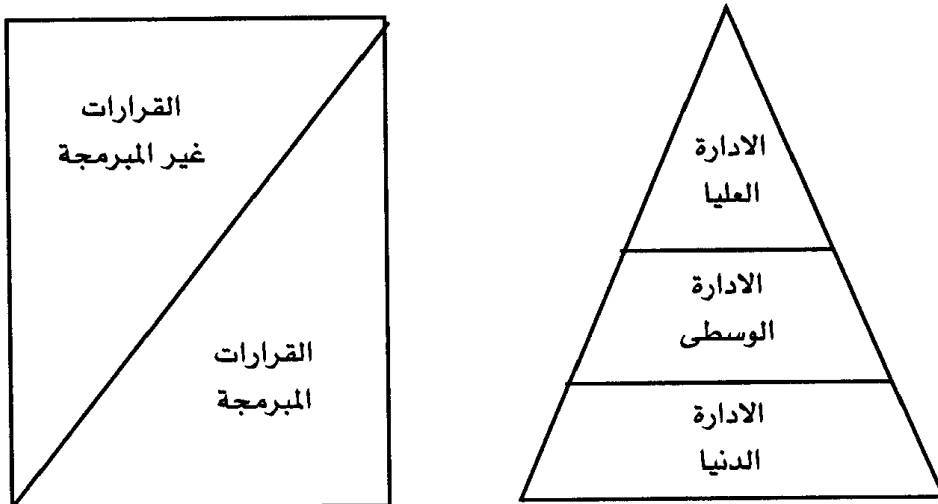 الادارة
العليا
الادارة
الوسطى
الادارة
الدنيا
القرارات
غير المبرمجة
القرارات
المبرمجة